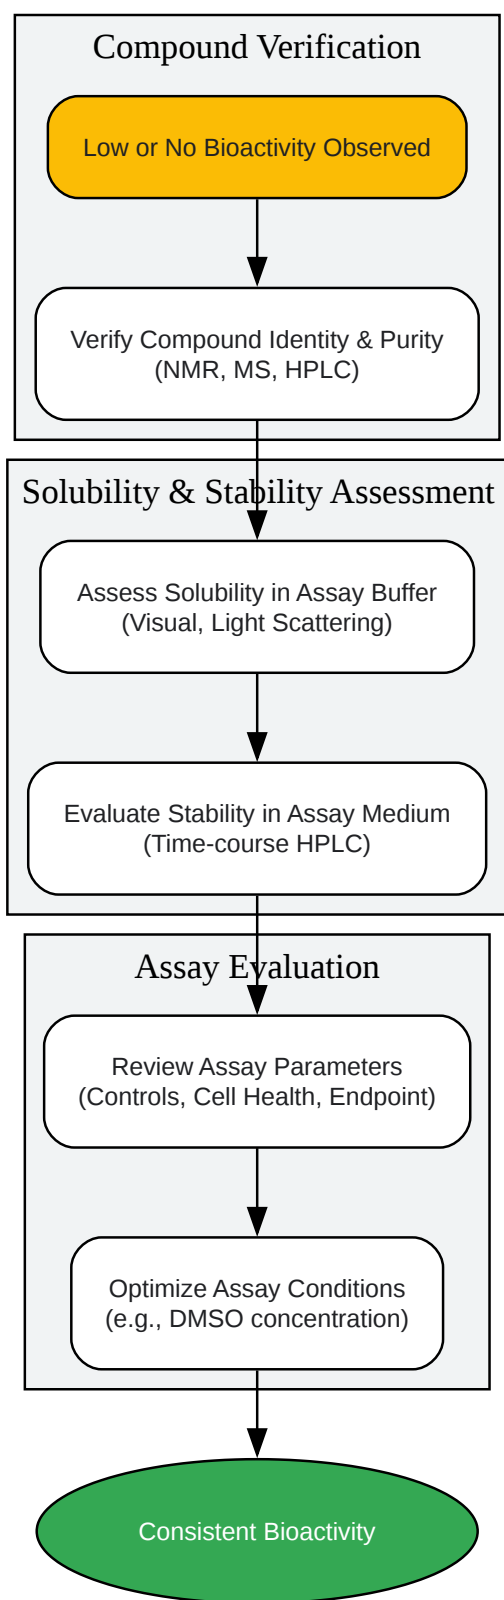 Compound Verification
Low or No Bioactivity Observed
Verify Compound Identity & Purity
(NMR, MS, HPLC)
Solubility & Stability Assessment
Assess Solubility in Assay Buffer
(Visual, Light Scattering)
Evaluate Stability in Assay Medium
(Time-course HPLC)
Assay Evaluation
Review Assay Parameters
(Controls, Cell Health, Endpoint)
Optimize Assay Conditions
(e.g., DMSO concentration)
Consistent Bioactivity